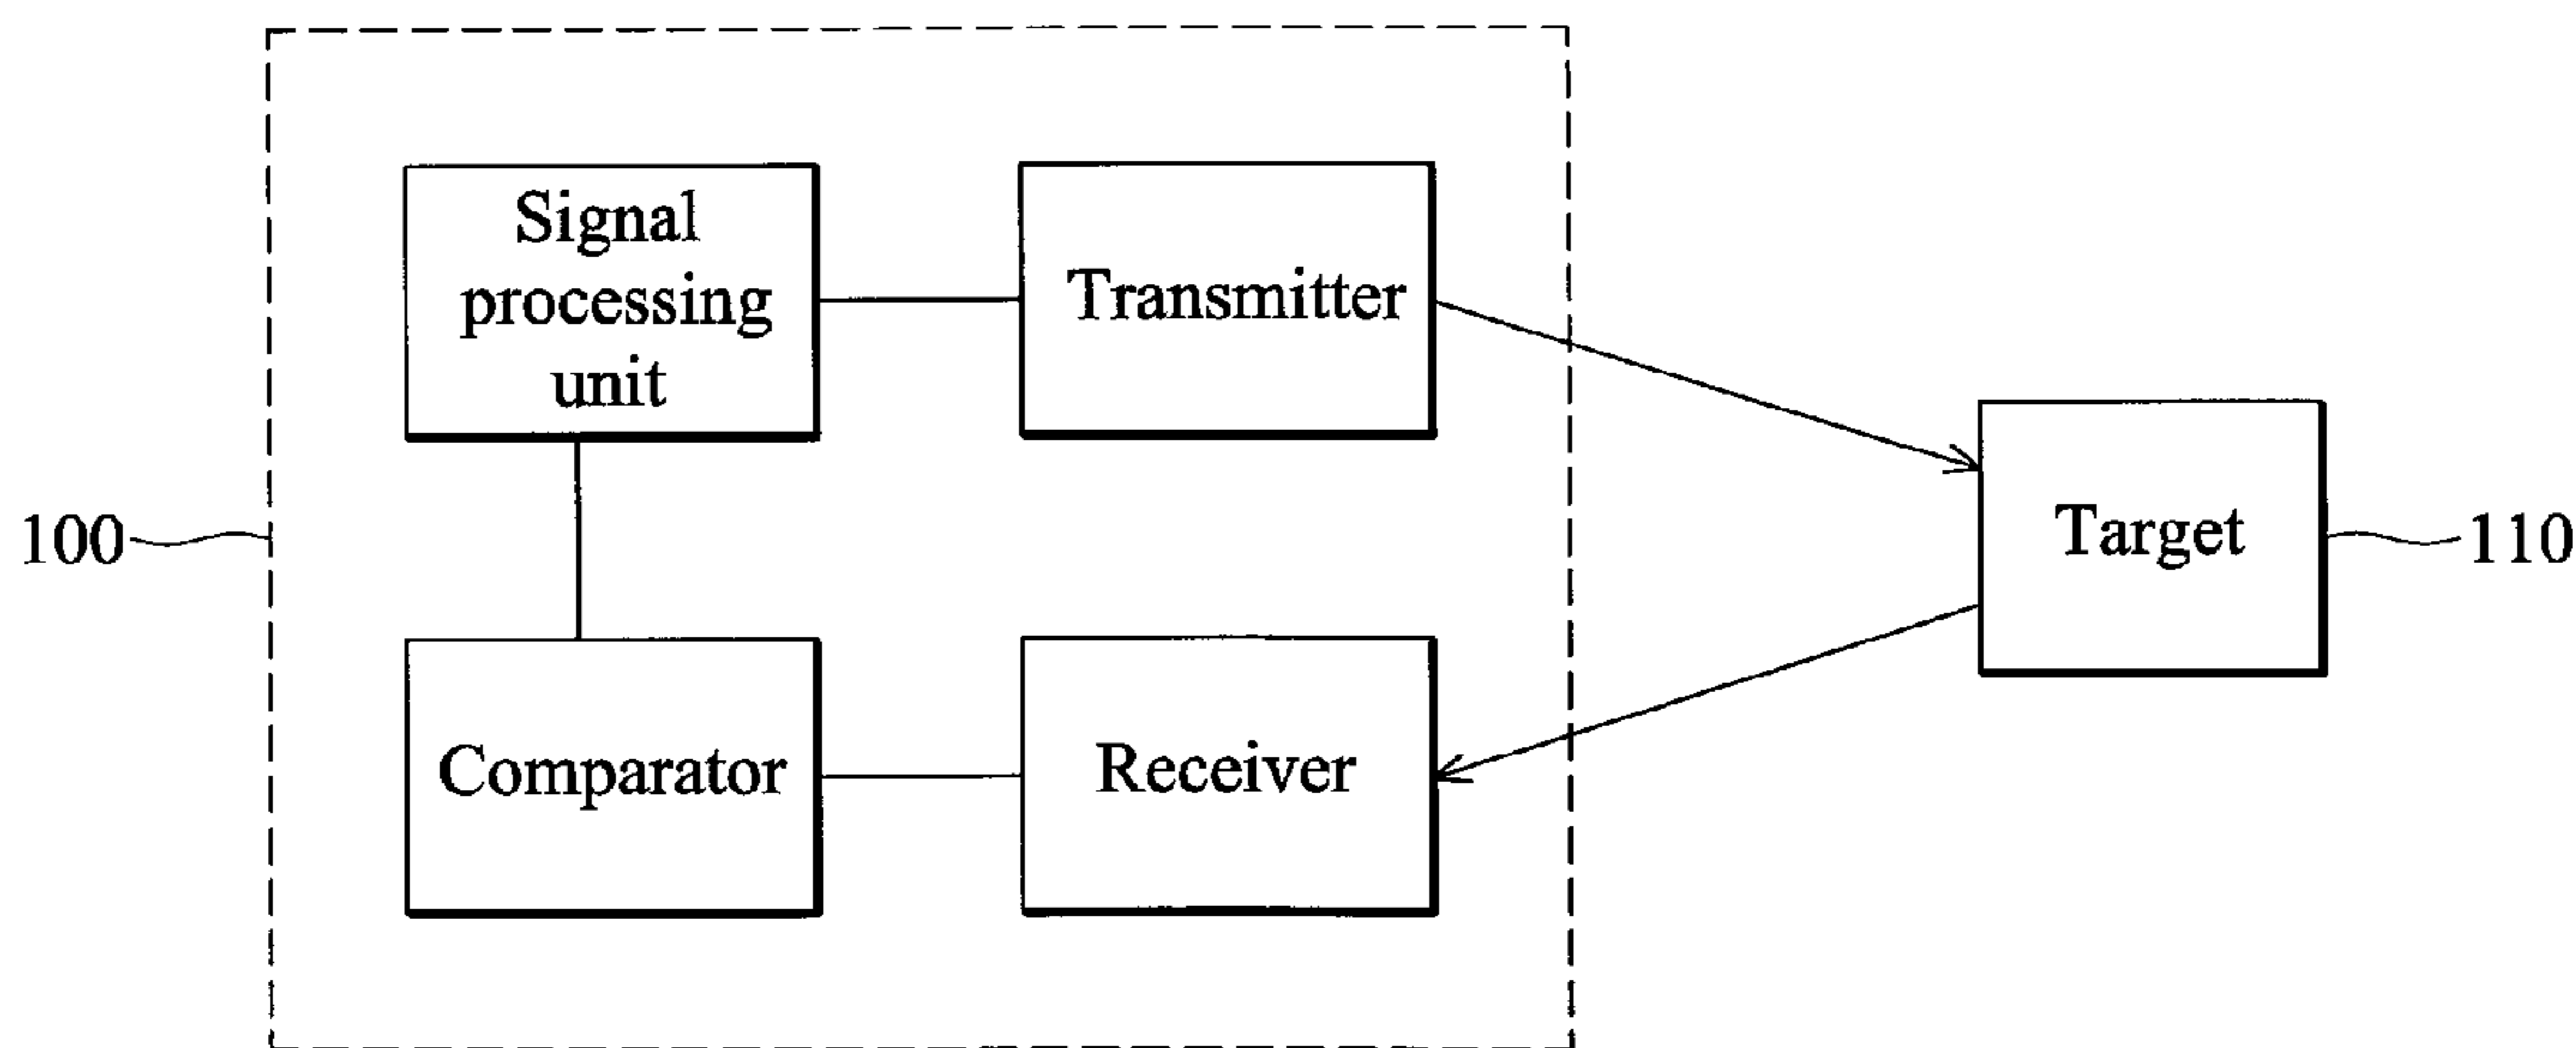 Signal
processing
unit
Transmitter
100
Target
110
Comparator
Receiver